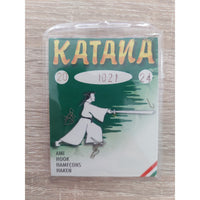 KATANA
20 1021 24
AMI
HOOK
HAMEÇONS
HAKEN